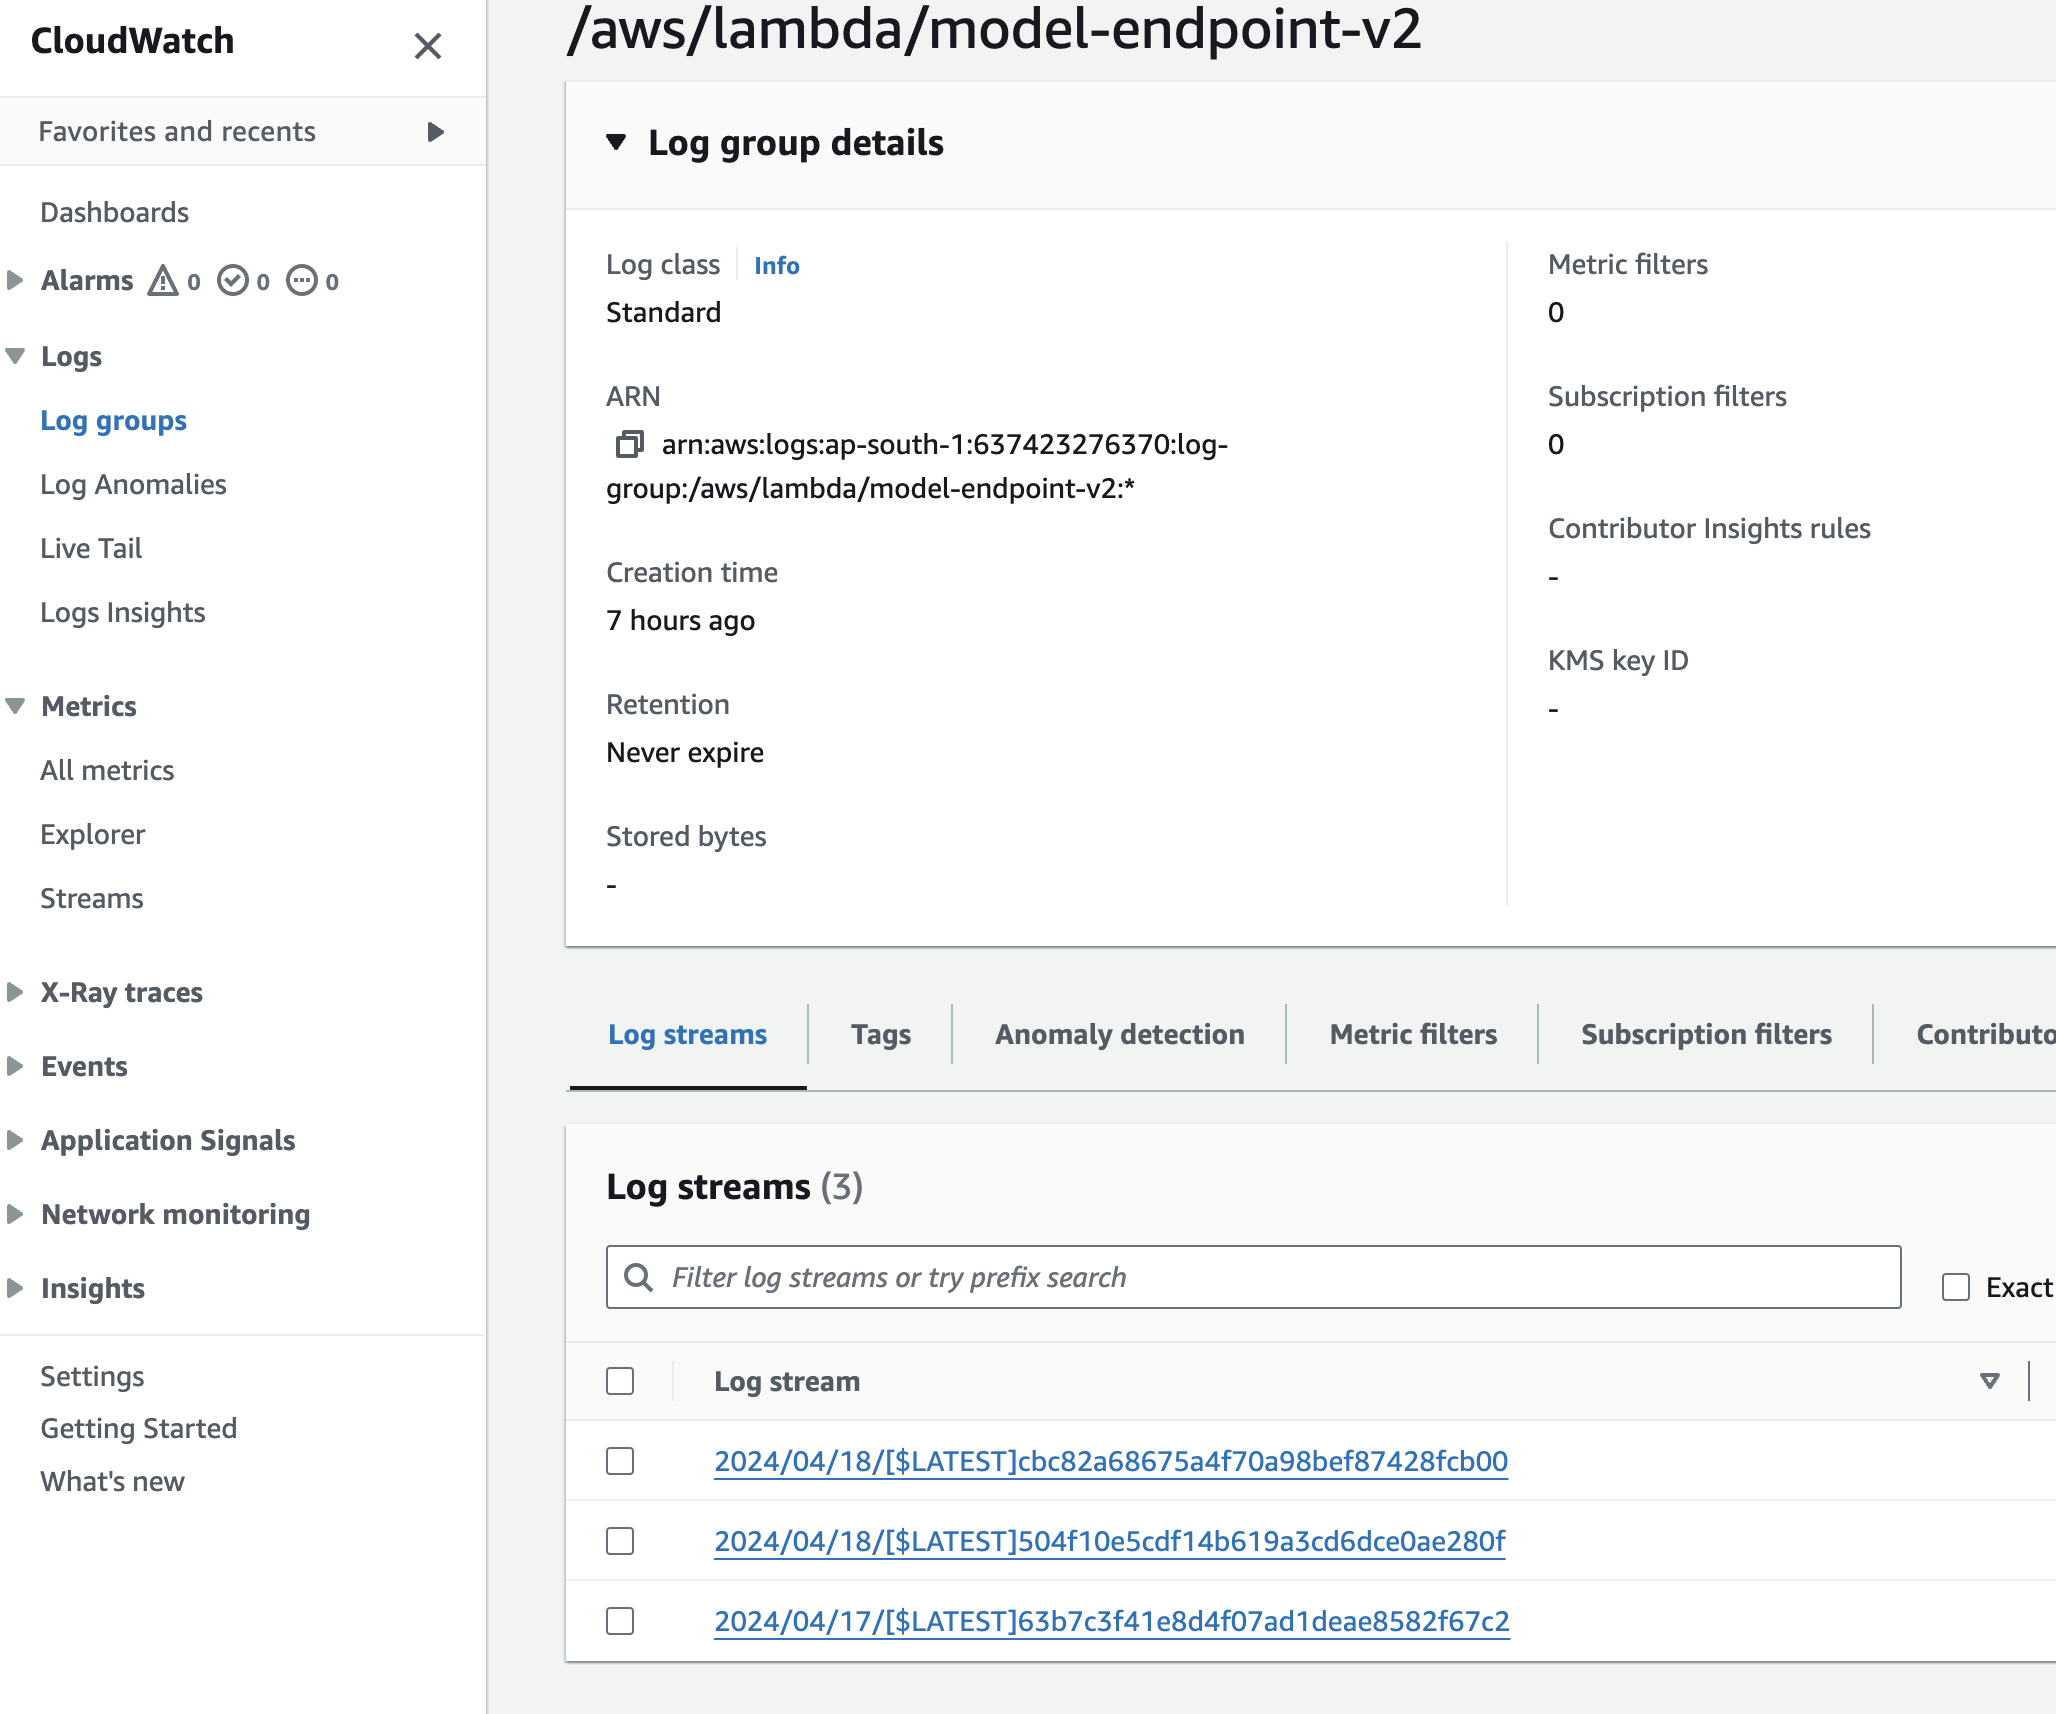 CloudWatch
Favorites and recents
Dashboards
Alarms 0 0 0
Logs
Log groups
Log Anomalies
Live Tail
Logs Insights
Metrics
All metrics
Explorer
Streams
X-Ray traces
Events
Application Signals
Network monitoring
Insights
Settings
Getting Started
What's new
/aws/lambda/model-endpoint-v2
Log group details
Log class Info
Standard
ARN
arn:aws:logs:ap-south-1:637423276370:log-
group:/aws/lambda/model-endpoint-v2:*
Creation time
7 hours ago
Retention
Never expire
Stored bytes
-
Metric filters
0
Subscription filters
0
Contributor Insights rules
-
KMS key ID
-
Log streams Tags Anomaly detection Metric filters Subscription filters Contributo
Log streams (3)
Filter log streams or try prefix search
Exact
Log stream
2024/04/18/[$LATEST]cbc82a68675a4f70a98bef87428fcb00
2024/04/18/[$LATEST]504f10e5cdf14b619a3cd6dce0ae280f
2024/04/17/[$LATEST]63b7c3f41e8d4f07ad1deae8582f67c2